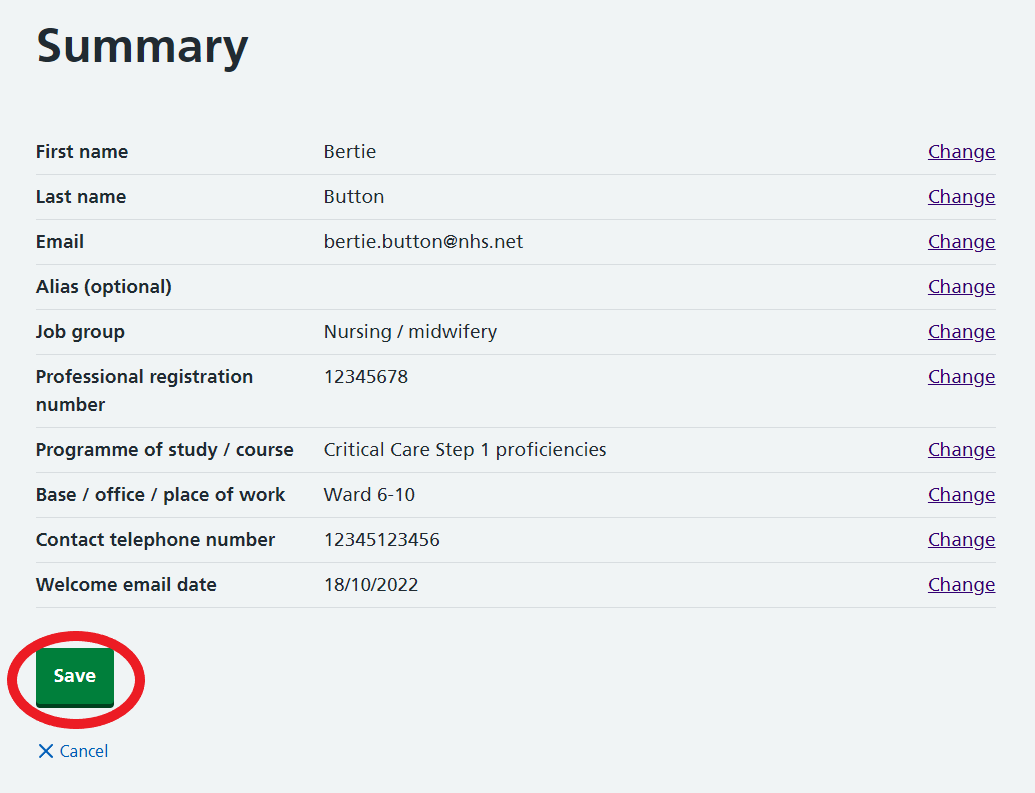 Summary
First name Bertie Change
Last name Button Change
Email bertie.button@nhs.net Change
Alias (optional) Change
Job group Nursing / midwifery Change
Professional registration 12345678 Change
number
Programme of study / course Critical Care Step 1 proficiencies Change
Base / office / place of work Ward 6-10 Change
Contact telephone number 12345123456 Change
Welcome email date 18/10/2022 Change
Save
Cancel